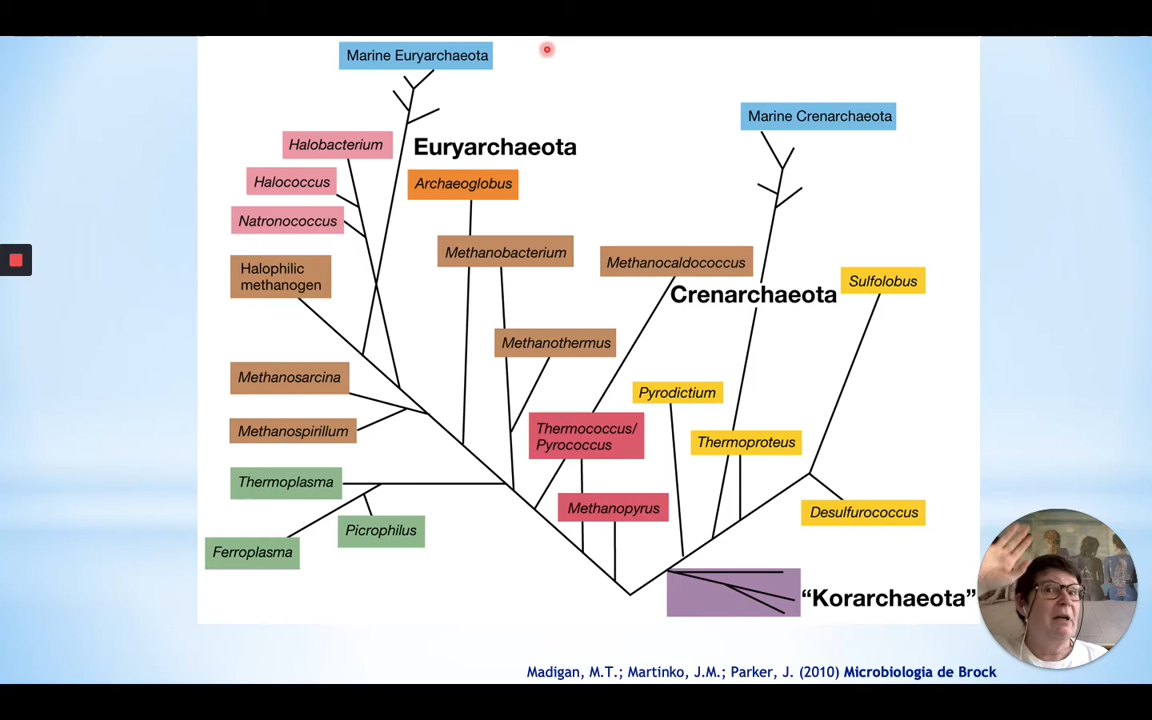 Marine Euryarchaeota
Marine Crenarchaeota
Halobacterium
Euryarchaeota
Halococcus
Archaeoglobus
Natronococcus
Methanobacterium
Methanocaldococcus
Halophilic
methanogen
Crenarchaeota
Sulfolobus
Methanothermus
Methanosarcina
Pyrodictium
Methanospirillum
Thermococcus/
Pyrococcus
Thermoproteus
Thermoplasma
Methanopyrus
Desulfurococcus
Picrophilus
Ferroplasma
“Korarchaeota”
Madigan, M.T.; Martinko, J.M.; Parker, J. (2010) Microbiologia de Brock